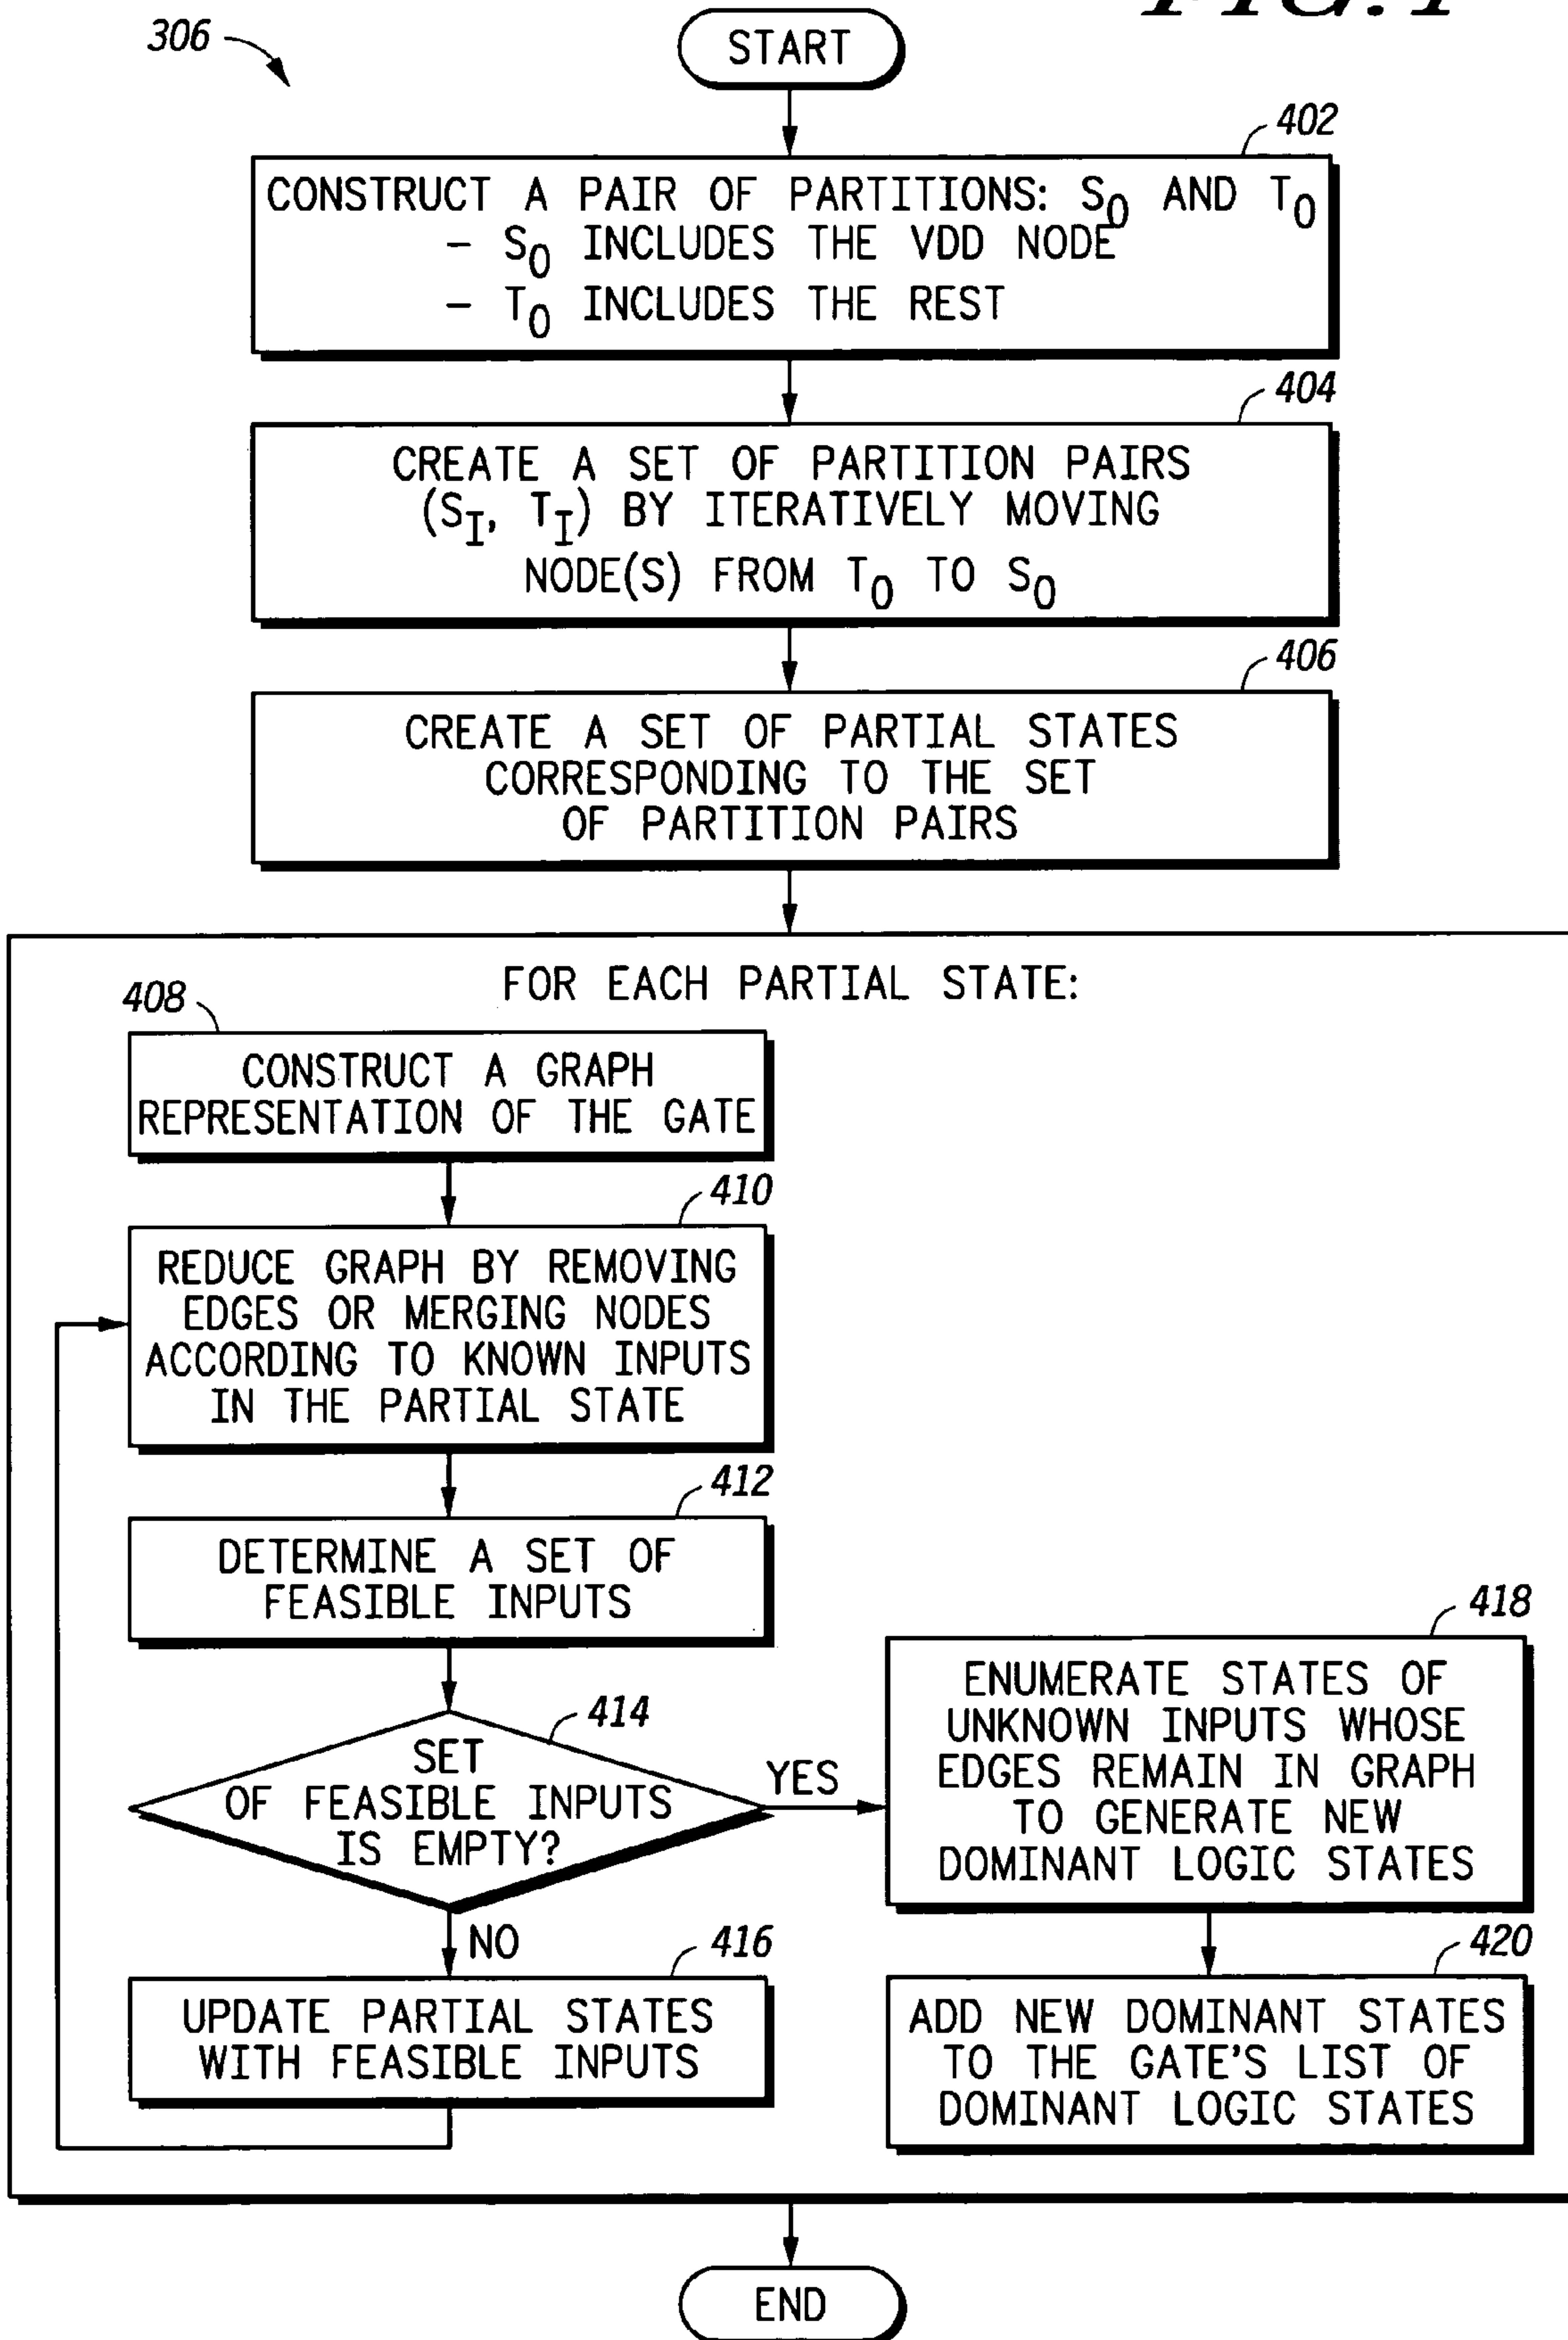 306
START
402
CONSTRUCT A PAIR OF PARTITIONS: S0 AND T0
- S0 INCLUDES THE VDD NODE
- T0 INCLUDES THE REST
404
CREATE A SET OF PARTITION PAIRS
(SI, TI) BY ITERATIVELY MOVING
NODE(S) FROM T0 TO S0
406
CREATE A SET OF PARTIAL STATES
CORRESPONDING TO THE SET
OF PARTITION PAIRS
FOR EACH PARTIAL STATE:
408
CONSTRUCT A GRAPH
REPRESENTATION OF THE GATE
410
REDUCE GRAPH BY REMOVING
EDGES OR MERGING NODES
ACCORDING TO KNOWN INPUTS
IN THE PARTIAL STATE
412
DETERMINE A SET OF
FEASIBLE INPUTS
414
SET
OF FEASIBLE INPUTS
IS EMPTY?
YES
NO
416
UPDATE PARTIAL STATES
WITH FEASIBLE INPUTS
418
ENUMERATE STATES OF
UNKNOWN INPUTS WHOSE
EDGES REMAIN IN GRAPH
TO GENERATE NEW
DOMINANT LOGIC STATES
420
ADD NEW DOMINANT STATES
TO THE GATE'S LIST OF
DOMINANT LOGIC STATES
END